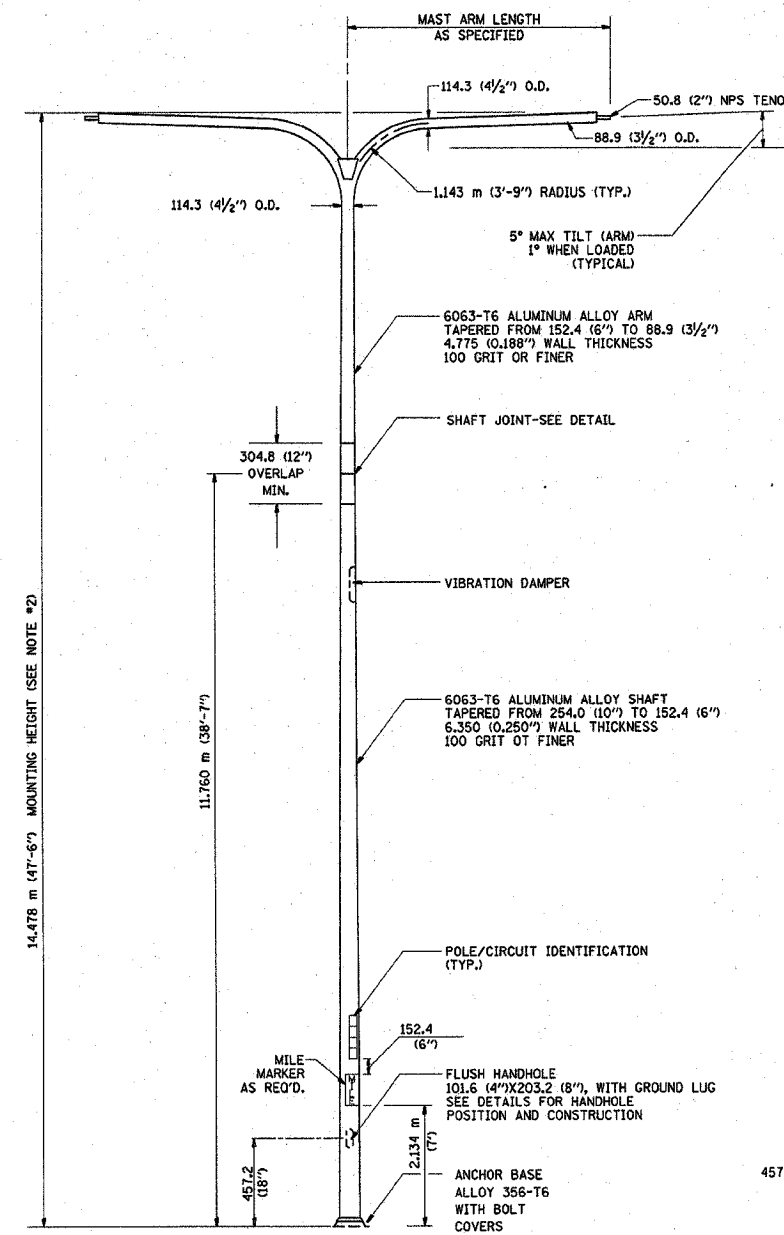 MAST ARM LENGTH
AS SPECIFIED
114.3 (4½") O.D.
50.8 (2") NPS TENO
88.9 (3½") O.D.
1.143 m (3'-9") RADIUS (TYP.)
114.3 (4½") O.D.
5° MAX TILT (ARM)
1° WHEN LOADED
(TYPICAL)
6063-T6 ALUMINUM ALLOY ARM
TAPERED FROM 152.4 (6") TO 88.9 (3½")
4.775 (0.188") WALL THICKNESS
100 GRIT OR FINER
SHAFT JOINT-SEE DETAIL
304.8 (12")
OVERLAP
MIN.
VIBRATION DAMPER
14.478 m (47'-6") MOUNTING HEIGHT (SEE NOTE #2)
11.760 m (38'-7")
6063-T6 ALUMINUM ALLOY SHAFT
TAPERED FROM 254.0 (10") TO 152.4 (6")
6.350 (0.250") WALL THICKNESS
100 GRIT OT FINER
POLE/CIRCUIT IDENTIFICATION
(TYP.)
152.4
(6")
MILE
MARKER
AS REQ'D.
MILE
FLUSH HANDHOLE
101.6 (4")X203.2 (8"), WITH GROUND LUG
SEE DETAILS FOR HANDHOLE
POSITION AND CONSTRUCTION
2.134 m
(7')
457.2
(18")
ANCHOR BASE
ALLOY 356-T6
WITH BOLT
COVERS
457